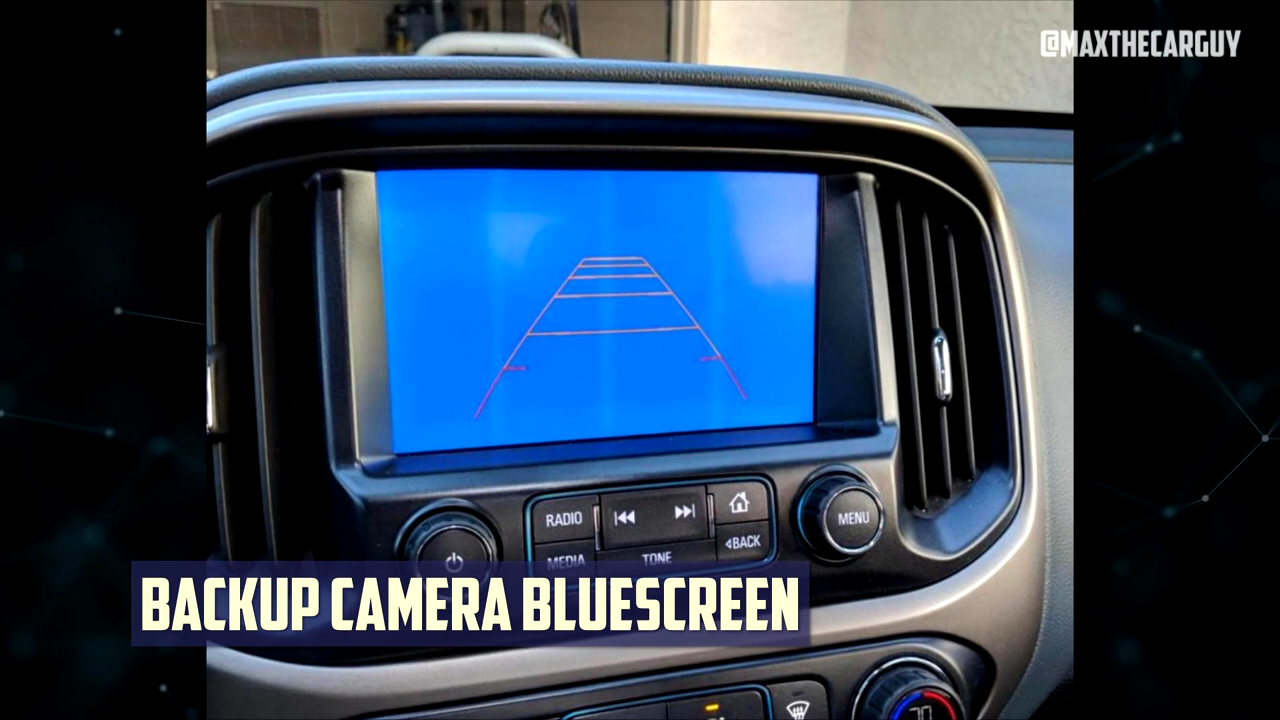 @MAXTHECARGUY
RADIO
MENU
MEDIA
TONE
BACK
BACKUP CAMERA BLUESCREEN